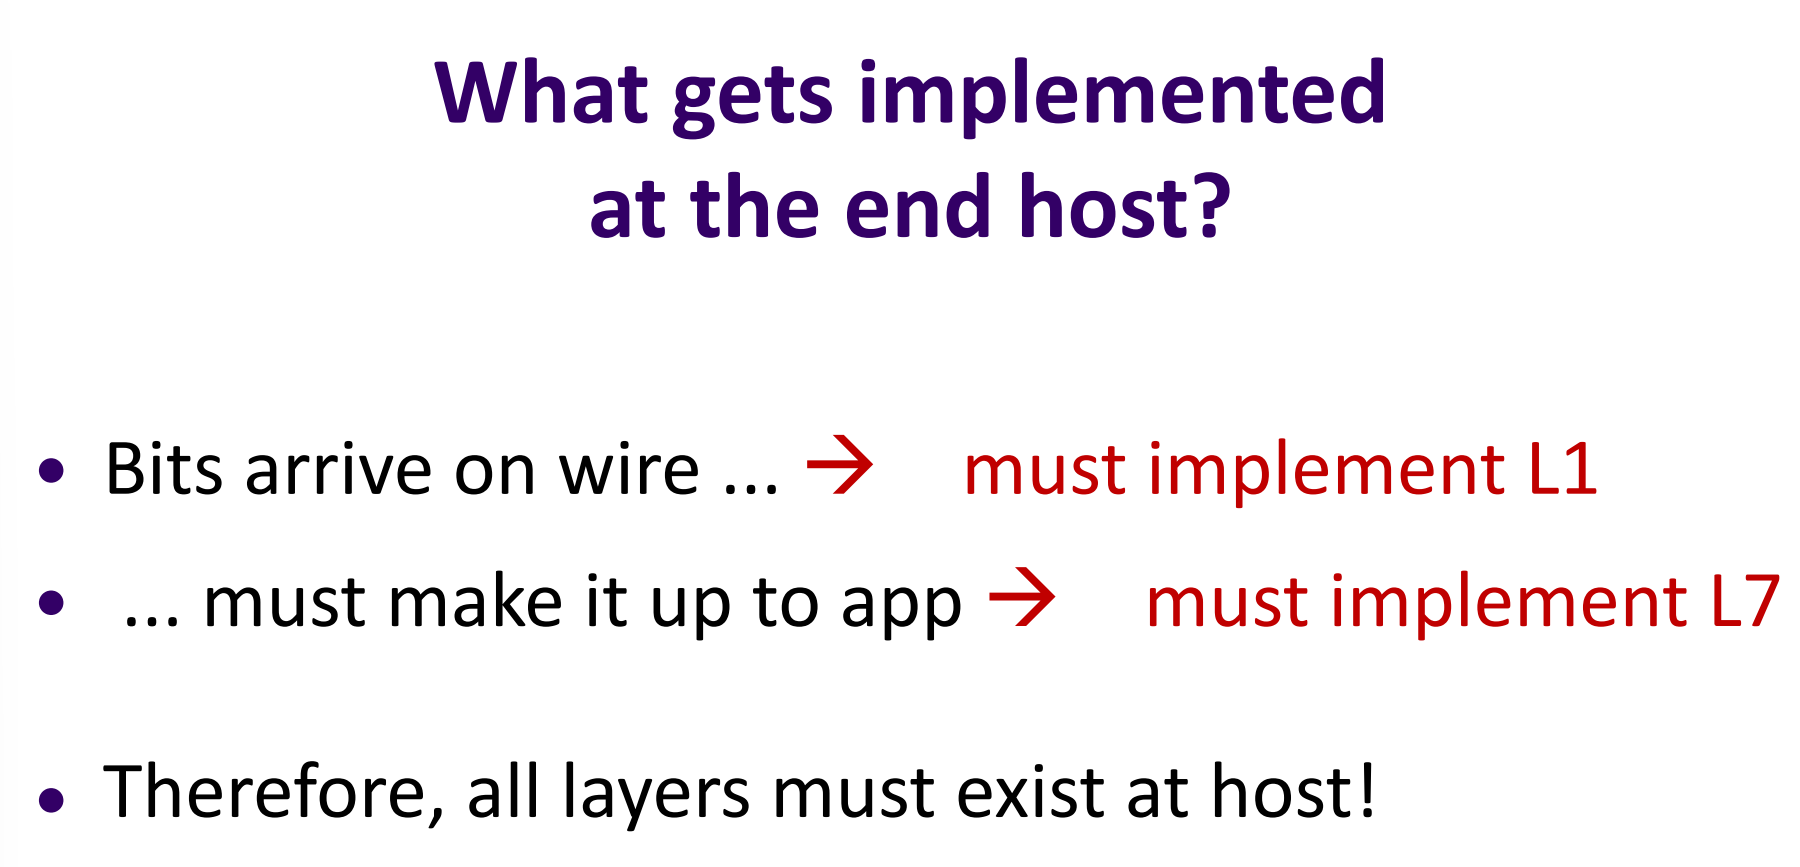 What gets implemented
at the end host?
• Bits arrive on wire ... → must implement L1
• ... must make it up to app → must implement L7
• Therefore, all layers must exist at host!